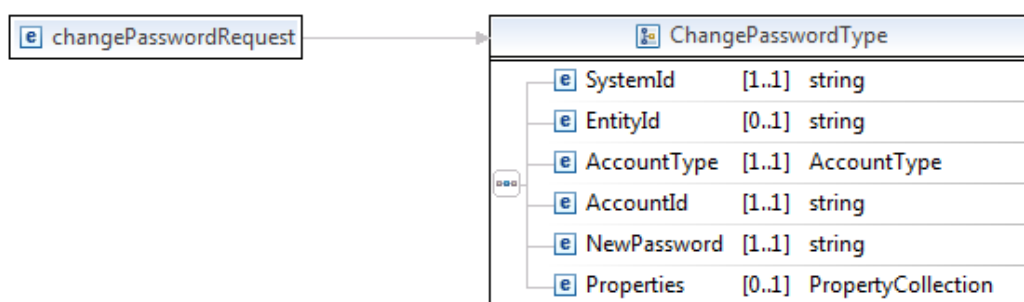 e changePasswordRequest
ChangePasswordType
e SystemId [1..1] string
e EntityId [0..1] string
e AccountType [1..1] AccountType
e AccountId [1..1] string
e NewPassword [1..1] string
e Properties [0..1] PropertyCollection